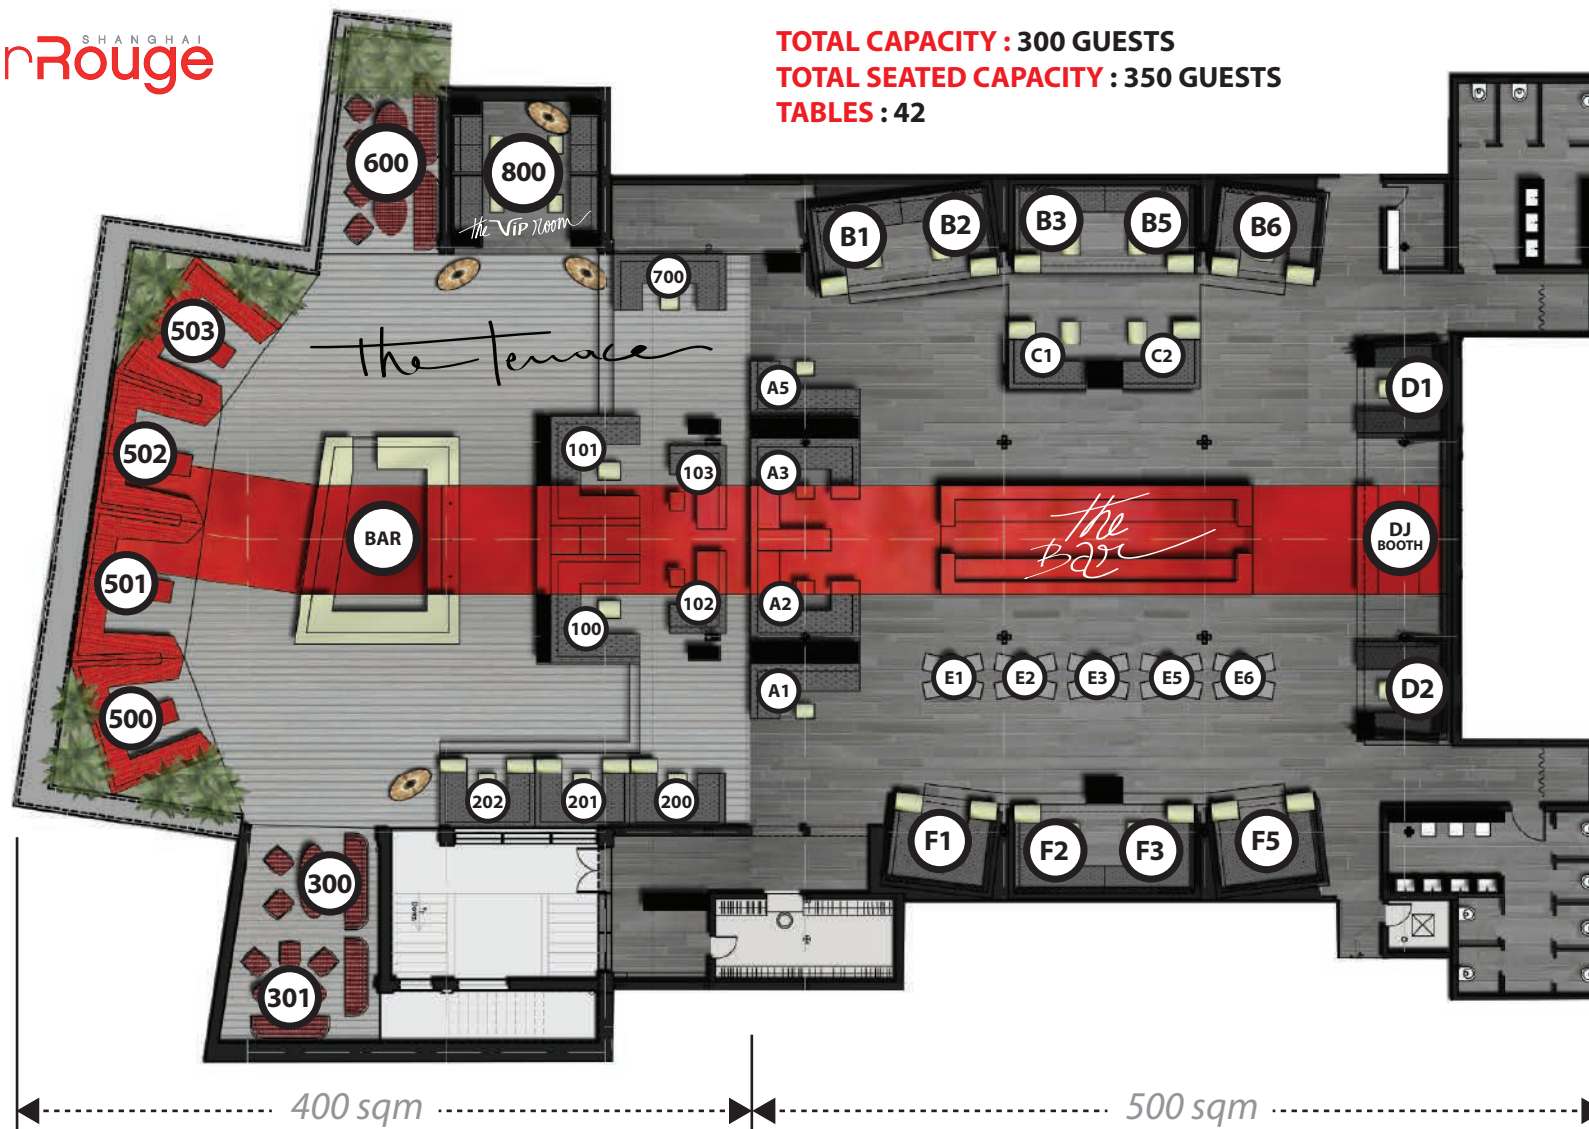 SHANGHAI
nRouge
TOTAL CAPACITY : 300 GUESTS
TOTAL SEATED CAPACITY : 350 GUESTS
TABLES : 42
600
800
the VIP room
B1
B2
B3
B5
B6
700
503
The Terrace
C1
C2
A5
D1
502
101
103
A3
BAR
The
Bar
DJ
BOOTH
501
102
A2
100
E1
E2
E3
E5
E6
A1
D2
500
202
201
200
F1
F2
F3
F5
300
301
400 sqm
500 sqm